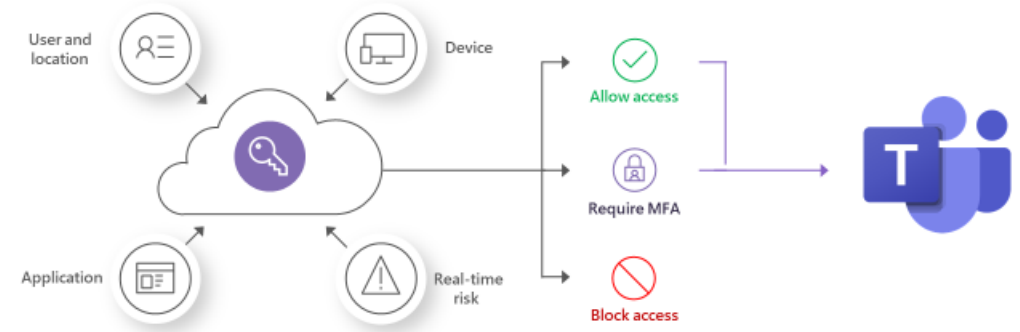 User and
location
Device
Allow access
Require MFA
T
Application
Real-time
risk
Block access